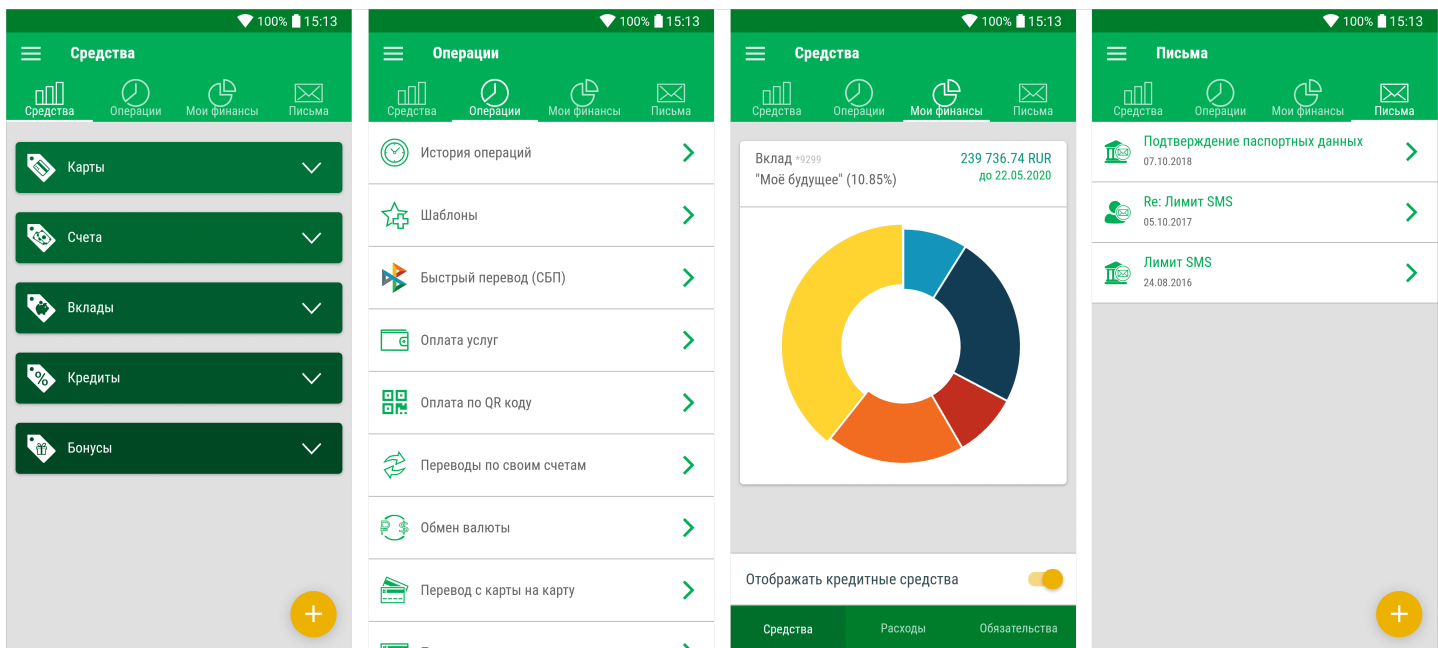 100% 15:13
Средства
Средства Операции Мои финансы Письма
Карты
Счета
Вклады
Кредиты
Бонусы
100% 15:13
Операции
Средства Операции Мои финансы Письма
История операций
Шаблоны
Быстрый перевод (СБП)
Оплата услуг
Оплата по QR коду
Переводы по своим счетам
Обмен валюты
Перевод с карты на карту
100% 15:13
Средства
Средства Операции Мои финансы Письма
Вклад *9299 239 736.74 RUR
"Моё будущее" (10.85%) до 22.05.2020
Отображать кредитные средства
Средства Расходы Обязательства
100% 15:13
Письма
Средства Операции Мои финансы Письма
Подтверждение паспортных данных
07.10.2018
Re: Лимит SMS
05.10.2017
Лимит SMS
24.08.2016